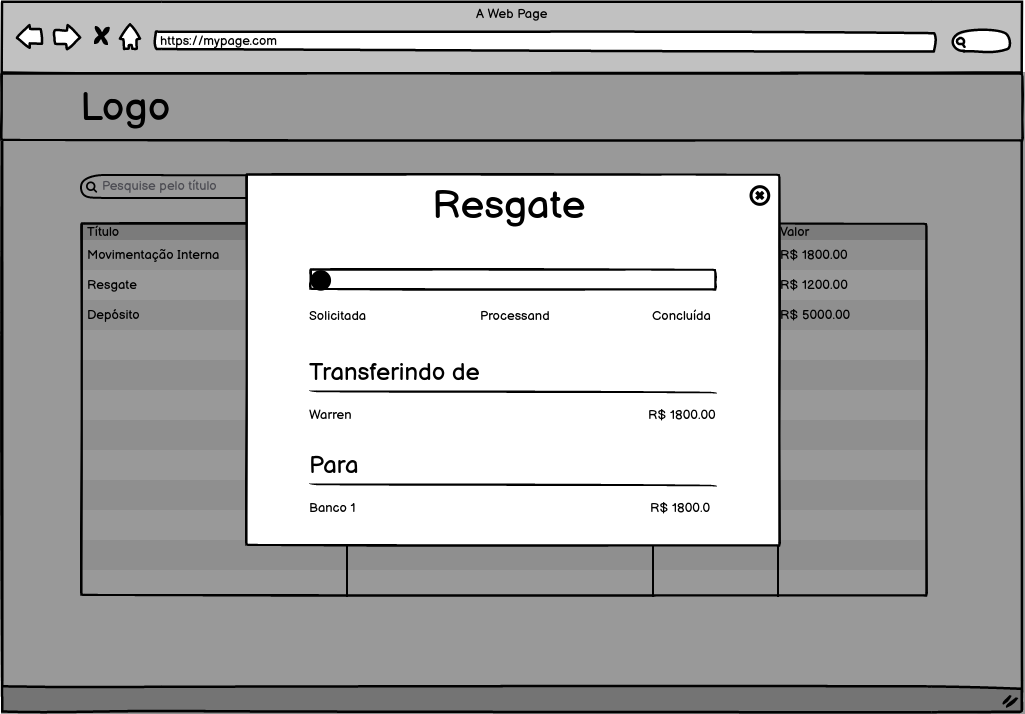 A Web Page
https://mypage.com
Logo
Pesquise pelo título
Título Valor
Movimentação Interna R$ 1800.00
Resgate R$ 1200.00
Depósito R$ 5000.00
Resgate
Solicitada Processand Concluída
Transferindo de
Warren R$ 1800.00
Para
Banco 1 R$ 1800.0